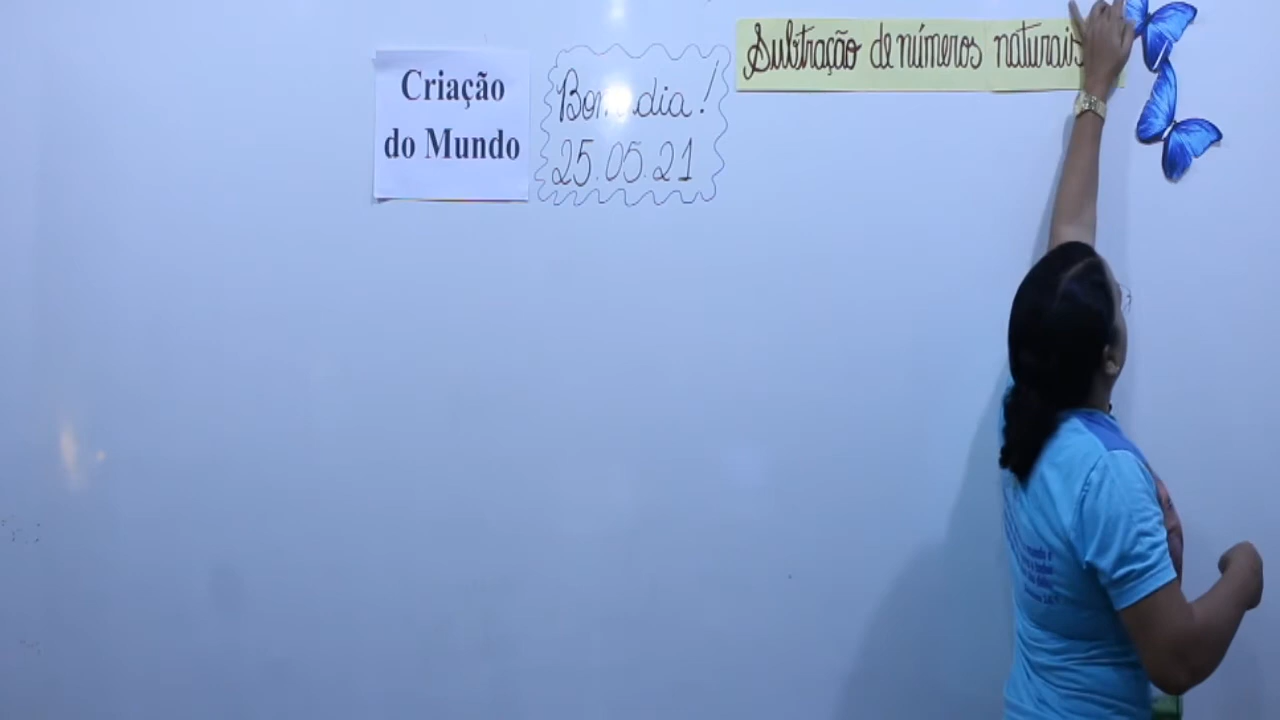 Criação
do Mundo
Bom dia!
25.05.21
Subtração de números naturais